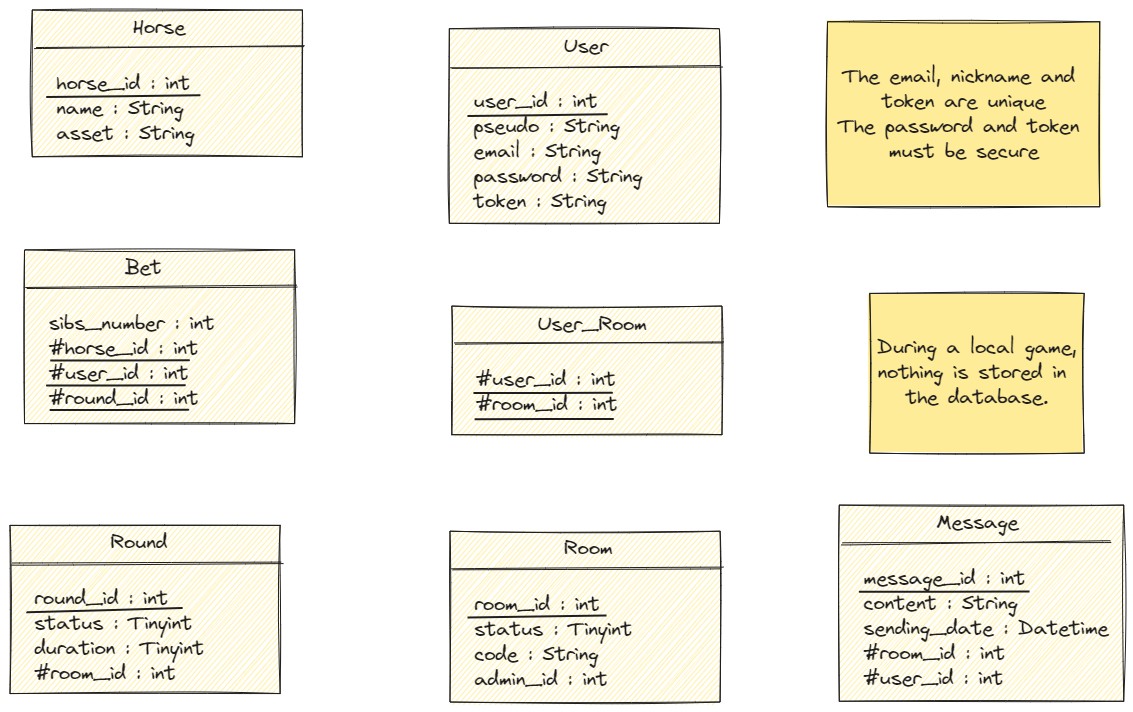 Horse
horse_id : int
name : String
asset : String
User
user_id : int
pseudo : String
email : String
password : String
token : String
The email, nickname and
token are unique
The password and token
must be secure
Bet
sibs_number : int
#horse_id : int
#user_id : int
#round_id : int
User_Room
#user_id : int
#room_id : int
During a local game,
nothing is stored in
the database.
Round
round_id : int
status : Tinyint
duration : Tinyint
#room_id : int
Room
room_id : int
status : Tinyint
code : String
admin_id : int
Message
message_id : int
content : String
sending_date : Datetime
#room_id : int
#user_id : int